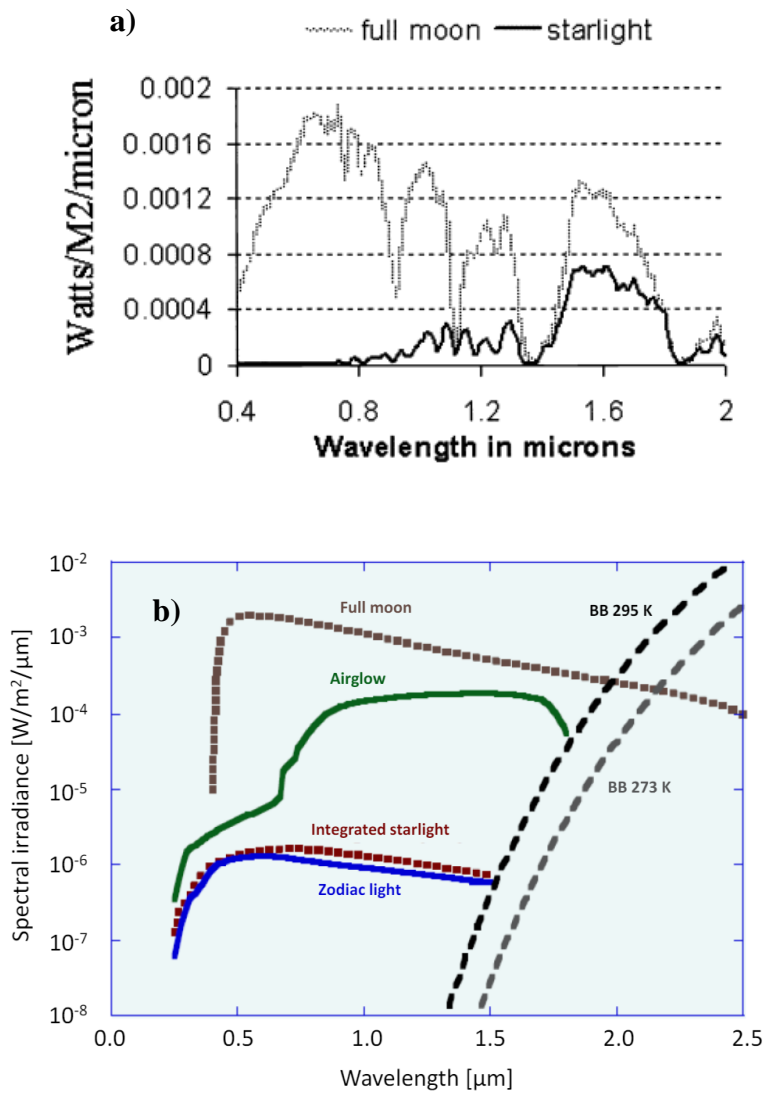 a)
full moon
starlight
Watts/M2/micron
0.002
0.0016
0.0012
0.0008
0.0004
0
0.4
0.8
1.2
1.6
2
Wavelength in microns
b)
Full moon
BB 295 K
Airglow
BB 273 K
Integrated starlight
Zodiac light
Spectral irradiance [W/m²/µm]
10⁻²
10⁻³
10⁻⁴
10⁻⁵
10⁻⁶
10⁻⁷
10⁻⁸
0.0
0.5
1.0
1.5
2.0
2.5
Wavelength [µm]